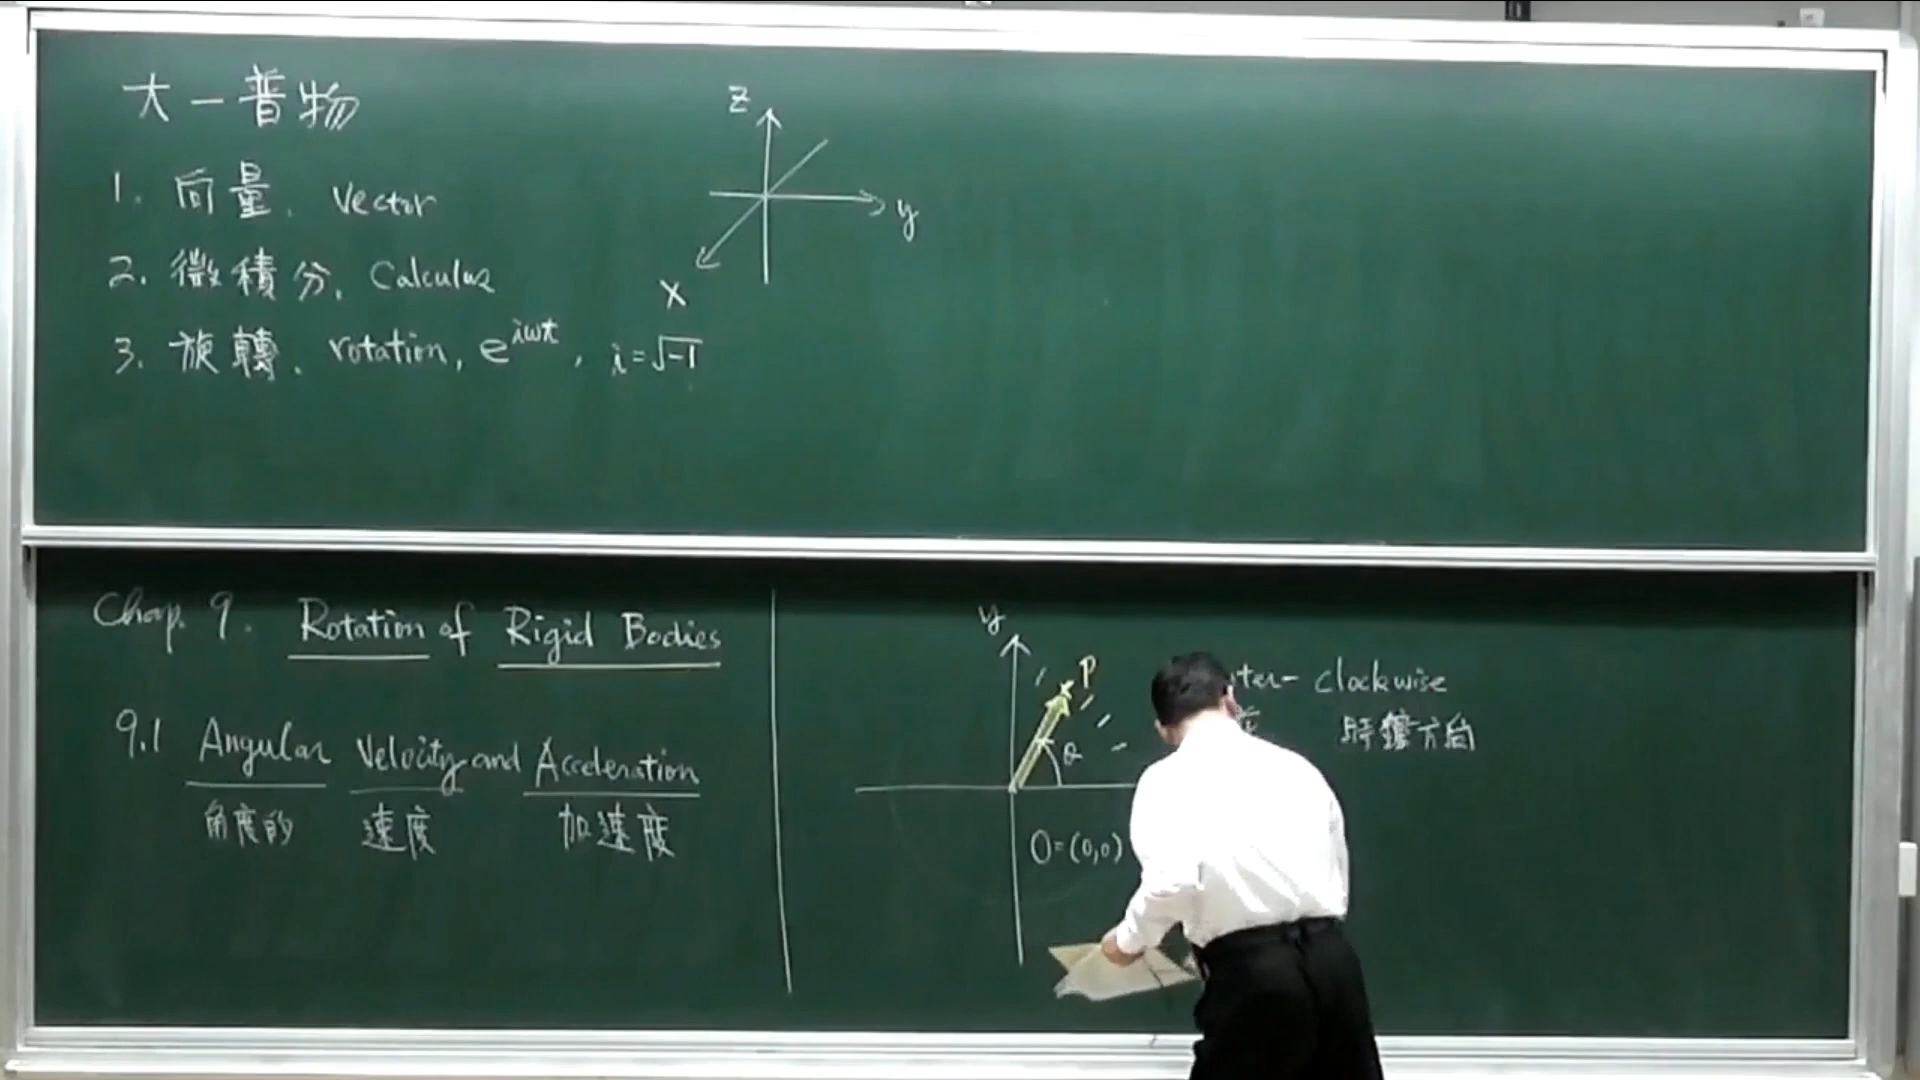 大一普物
1. 向量. Vector
2. 微積分. Calculus
3. 旋轉. rotation, e^{iωt}, i=√-1
z
y
x
Chap. 9. Rotation of Rigid Bodies
9.1 Angular Velocity and Acceleration
角度的 速度 加速度
y
P
θ
O=(0,0)
ter- clockwise
時鐘方向